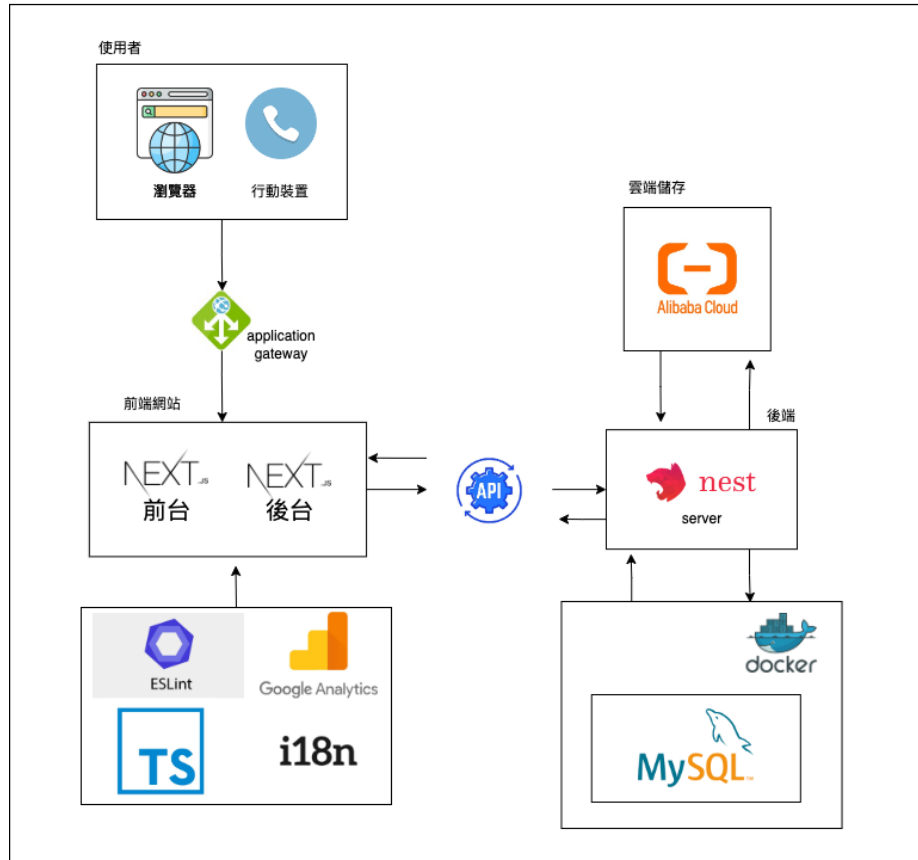 使用者
瀏覽器
行動裝置
application
gateway
前端網站
NEXT.JS
前台
NEXT.JS
後台
API
雲端儲存
Alibaba Cloud
後端
nest
server
ESLint
Google Analytics
TS
i18n
docker
MySQL™